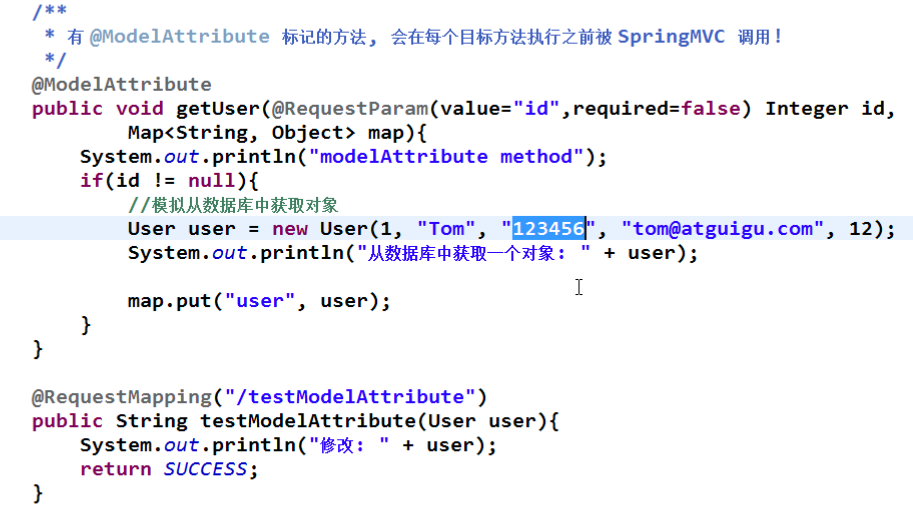 /**
 * 有 @ModelAttribute 标记的方法, 会在每个目标方法执行之前被 SpringMVC 调用!
 */
@ModelAttribute
public void getUser(@RequestParam(value="id",required=false) Integer id,
        Map<String, Object> map){
    System.out.println("modelAttribute method");
    if(id != null){
        //模拟从数据库中获取对象
        User user = new User(1, "Tom", "123456", "tom@atguigu.com", 12);
        System.out.println("从数据库中获取一个对象: " + user);
        map.put("user", user);
    }
}
@RequestMapping("/testModelAttribute")
public String testModelAttribute(User user){
    System.out.println("修改: " + user);
    return SUCCESS;
}